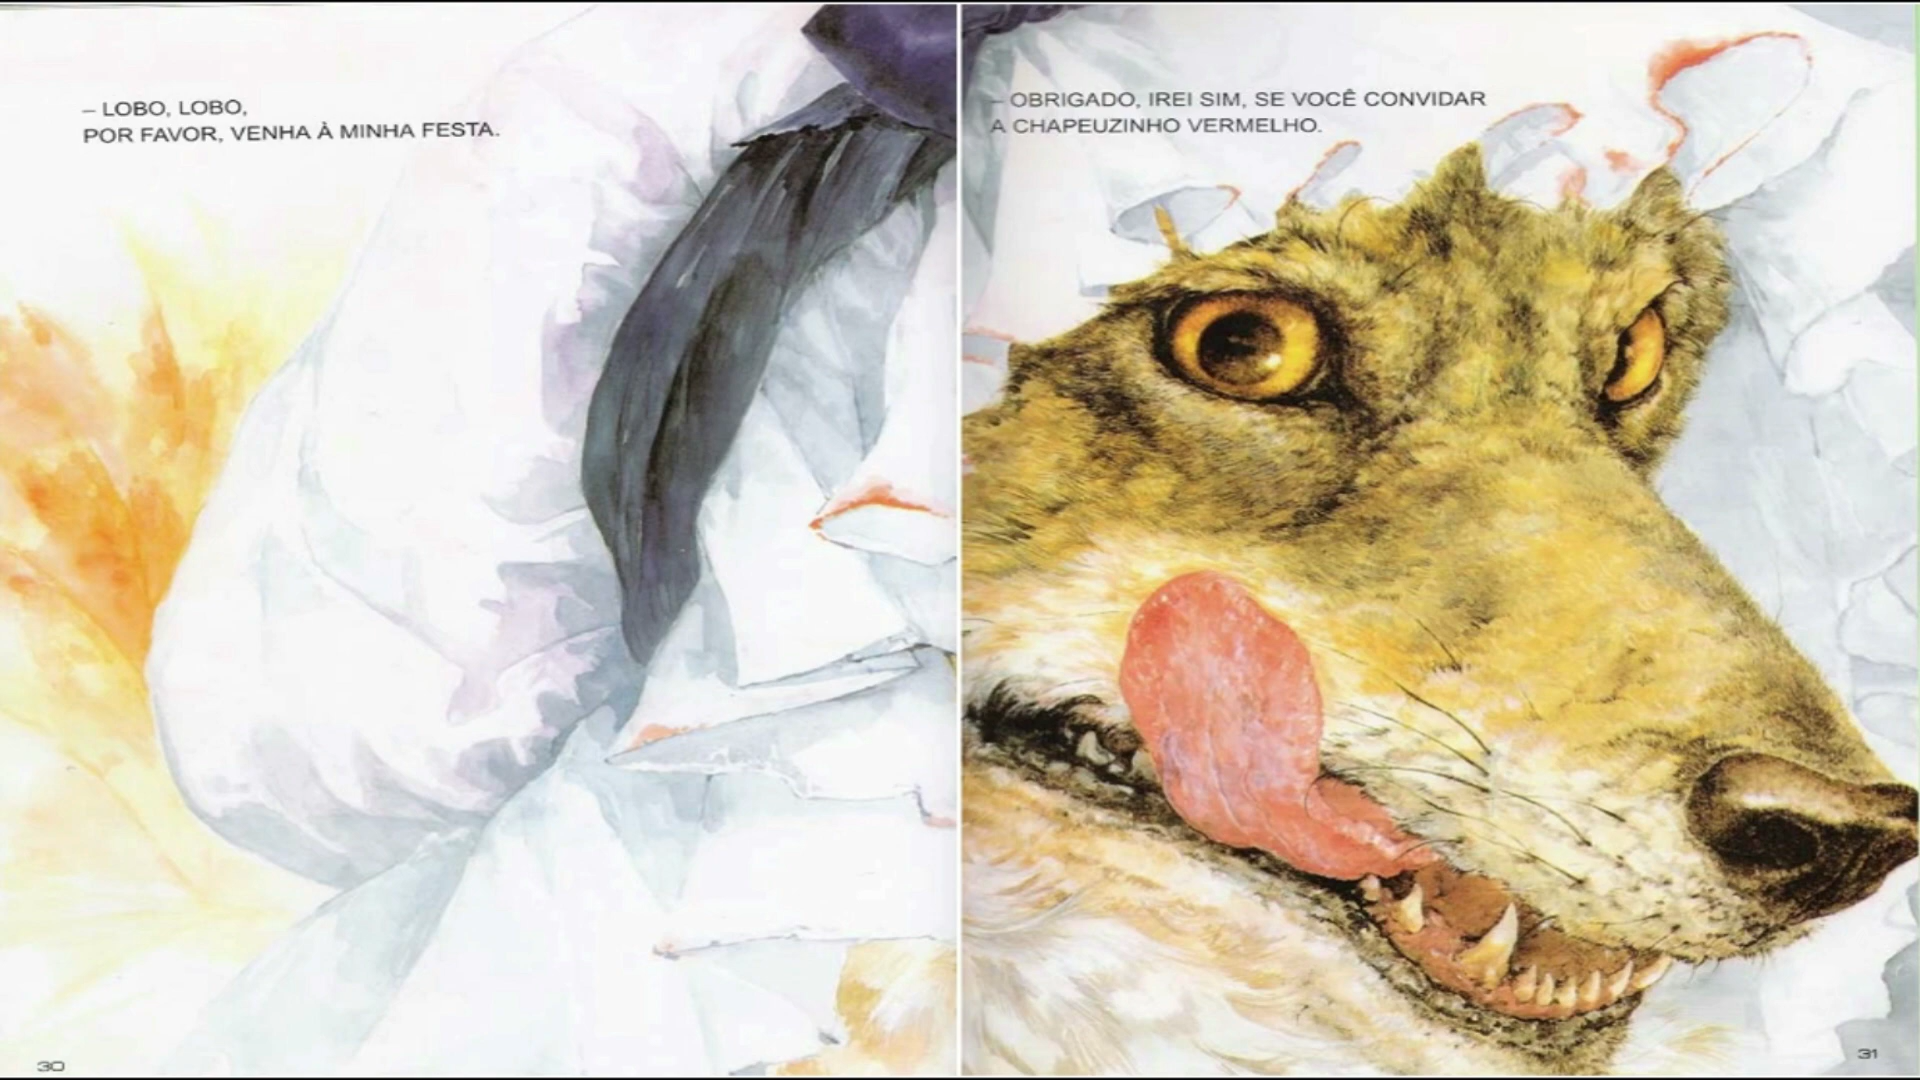 – LOBO, LOBO,
POR FAVOR, VENHA À MINHA FESTA.
– OBRIGADO, IREI SIM, SE VOCÊ CONVIDAR
A CHAPEUZINHO VERMELHO.
30
31